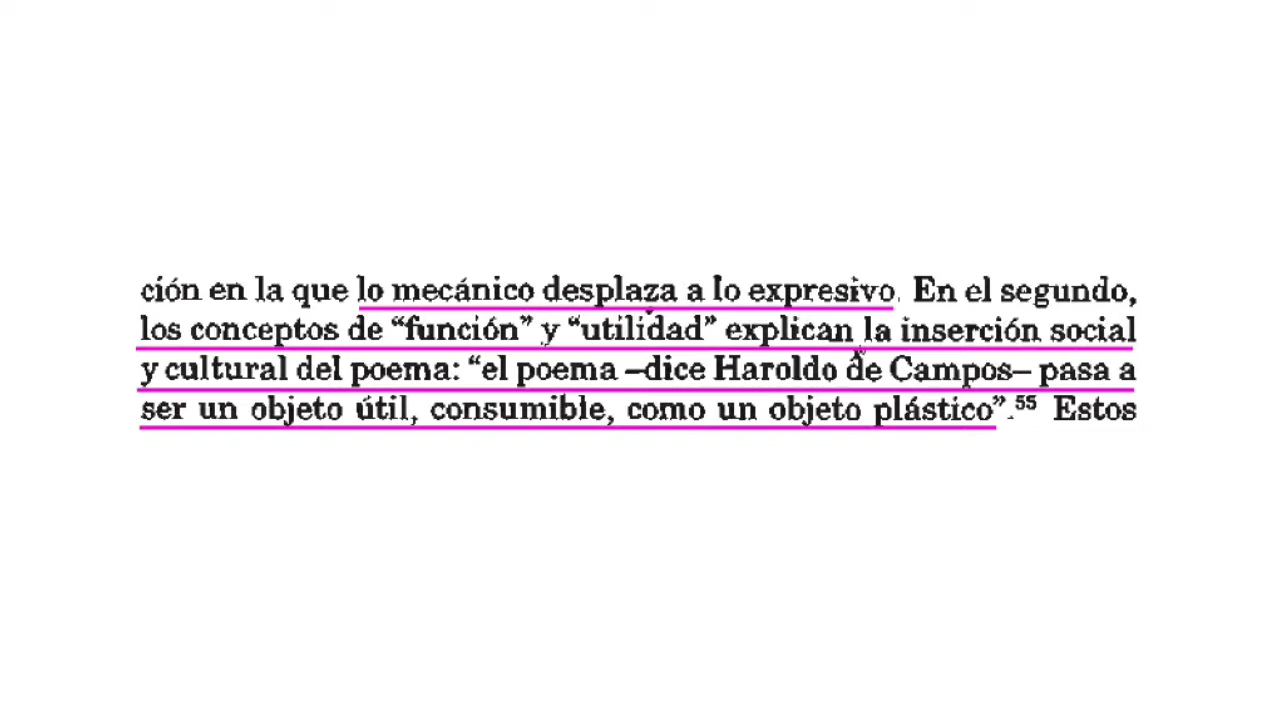 ción en la que lo mecánico desplaza a lo expresivo. En el segundo,
los conceptos de “función” y “utilidad” explican la inserción social
y cultural del poema: “el poema –dice Haroldo de Campos– pasa a
ser un objeto útil, consumible, como un objeto plástico”.⁵⁵ Estos